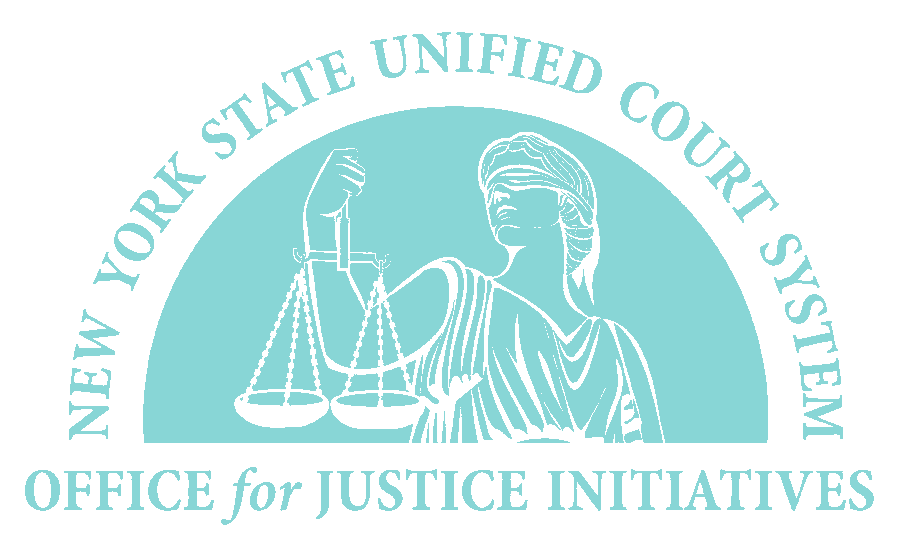 NEW YORK STATE UNIFIED COURT SYSTEM
OFFICE for JUSTICE INITIATIVES